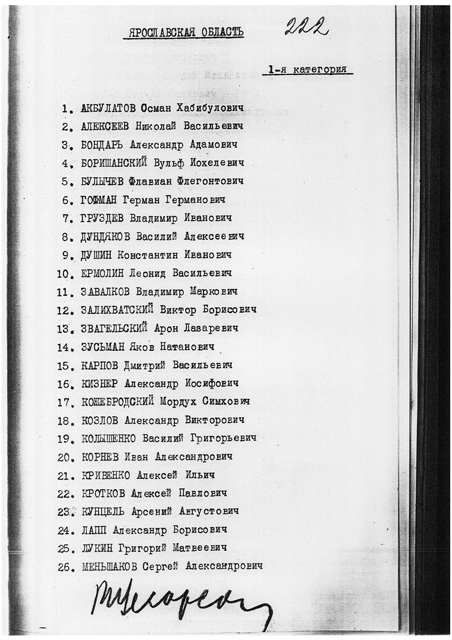 ЯРОСЛАВСКАЯ ОБЛАСТЬ 222
1-я категория
1. АКБУЛАТОВ Осман Хабибулович
2. АЛЕКСЕЕВ Николай Васильевич
3. БОНДАРЬ Александр Адамович
4. БОРИШАНСКИЙ Вульф Иохелевич
5. БУЛЫЧЕВ Флавиан Флегонтович
6. ГОФМАН Герман Германович
7. ГРУЗДЕВ Владимир Иванович
8. ДУНДЯКОВ Василий Алексеевич
9. ДУШИН Константин Иванович
10. ЕРМОЛИН Леонид Васильевич
11. ЗАВАЛКОВ Владимир Маркович
12. ЗАЛИХВАТСКИЙ Виктор Борисович
13. ЗВАГЕЛЬСКИЙ Арон Лазаревич
14. ЗУСЬМАН Яков Натанович
15. КАРПОВ Дмитрий Васильевич
16. КИЗНЕР Александр Иосифович
17. КОЖЕБРОДСКИЙ Мордух Симхович
18. КОЗЛОВ Александр Викторович
19. КОЛЫШЕНКО Василий Григорьевич
20. КОРНЕВ Иван Александрович
21. КРИВЕНКО Алексей Ильич
22. КРОТКОВ Алексей Павлович
23. КУНЦЕЛЬ Арсений Августович
24. ЛАПП Александр Борисович
25. ЛУКИН Григорий Матвеевич
26. МЕНЬШАКОВ Сергей Александрович